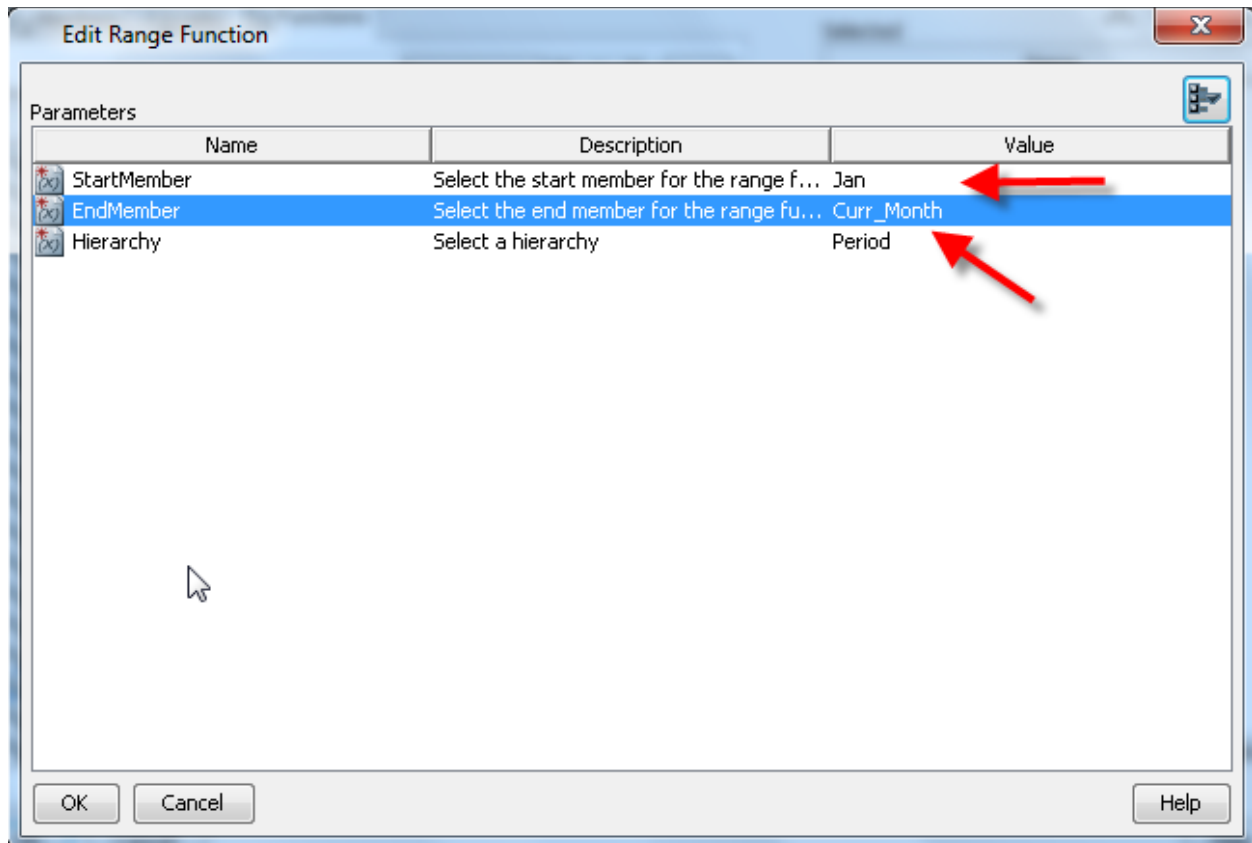 Edit Range Function
Parameters
Name Description Value
StartMember Select the start member for the range f... Jan
EndMember Select the end member for the range fu... Curr_Month
Hierarchy Select a hierarchy Period
OK Cancel Help